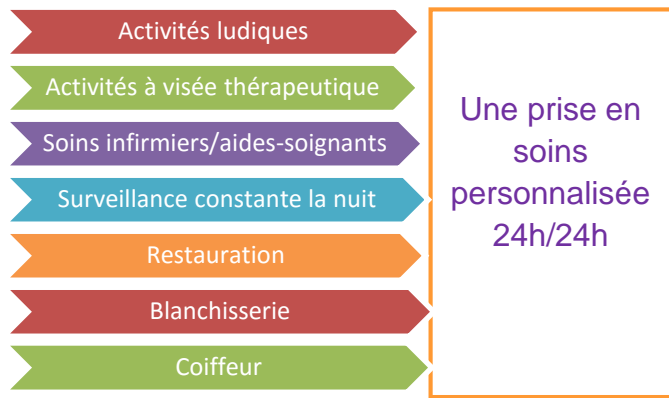 Activités ludiques
Activités à visée thérapeutique
Soins infirmiers/aides-soignants
Surveillance constante la nuit
Restauration
Blanchisserie
Coiffeur
Une prise en
soins
personnalisée
24h/24h